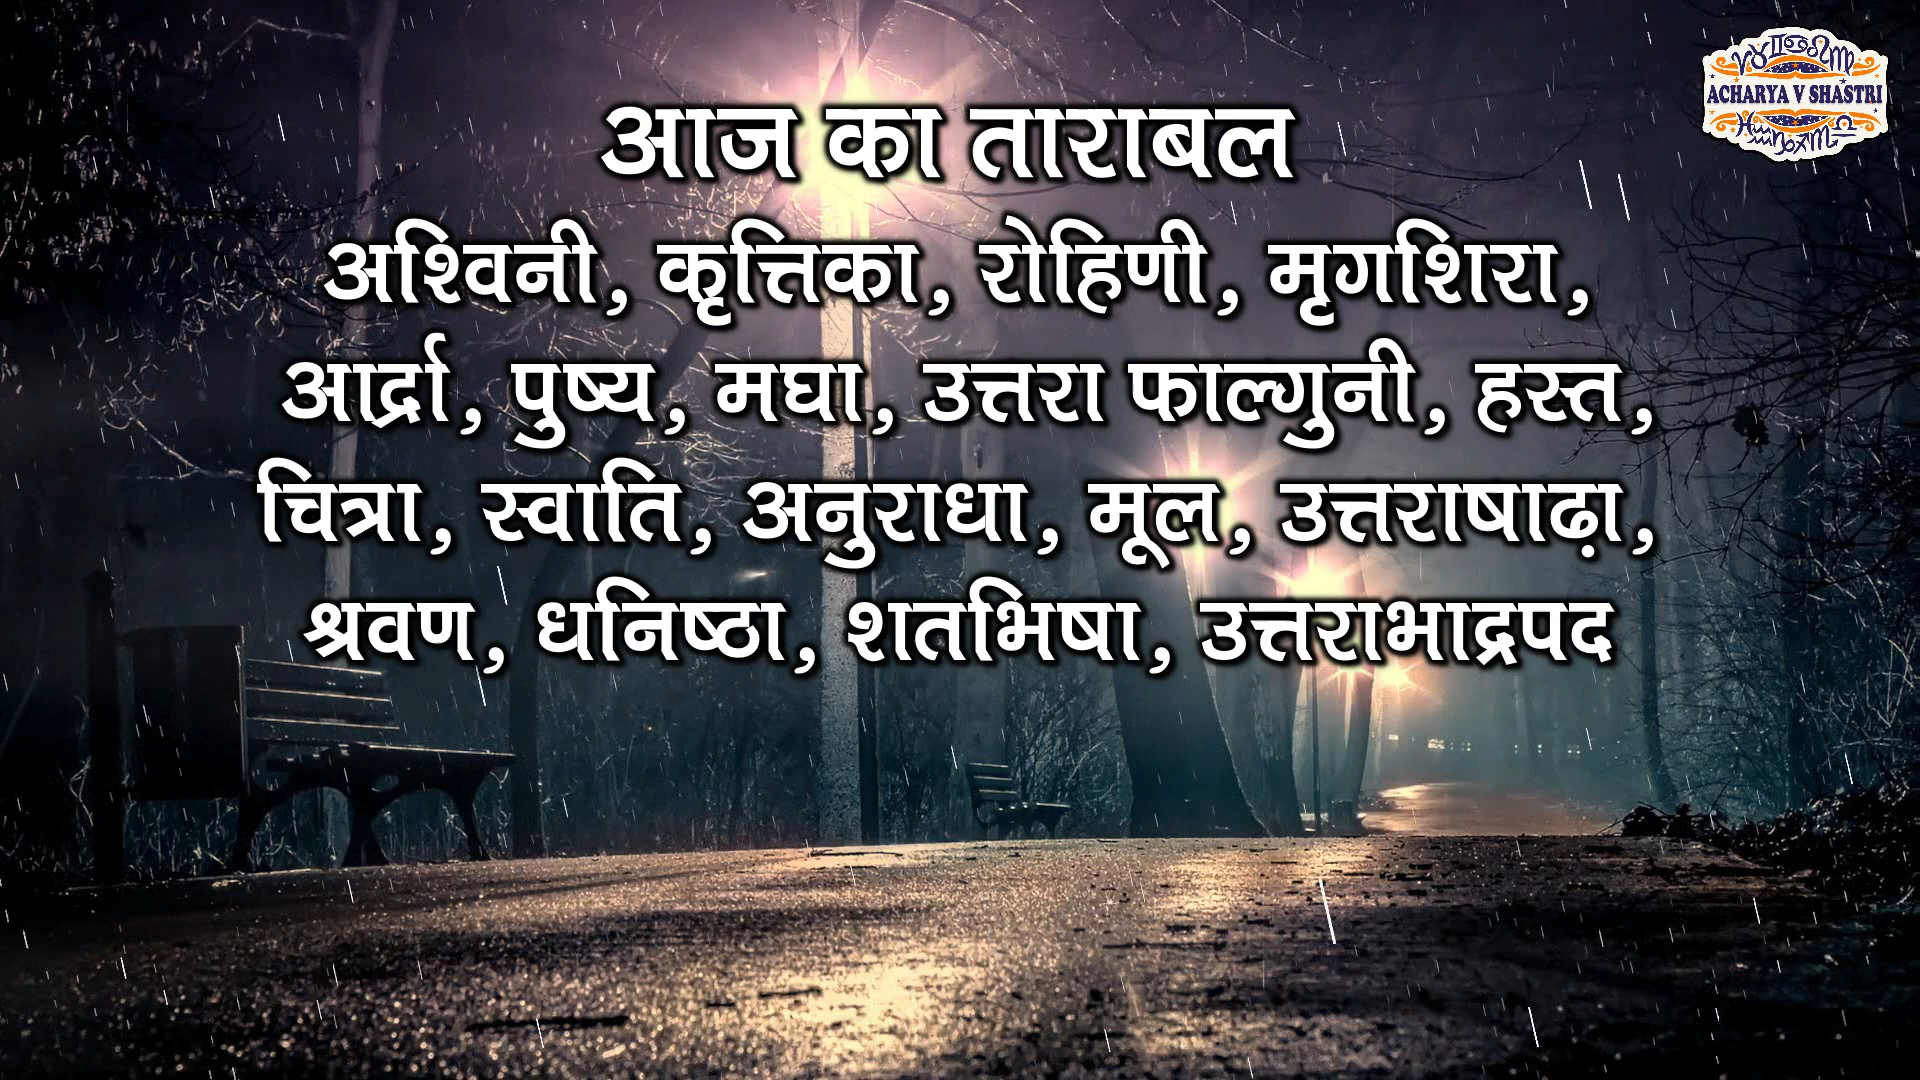 आज का ताराबल
अश्विनी, कृत्तिका, रोहिणी, मृगशिरा,
आर्द्रा, पुष्य, मघा, उत्तरा फाल्गुनी, हस्त,
चित्रा, स्वाति, अनुराधा, मूल, उत्तराषाढ़ा,
श्रवण, धनिष्ठा, शतभिषा, उत्तराभाद्रपद
ACHARYA V SHASTRI